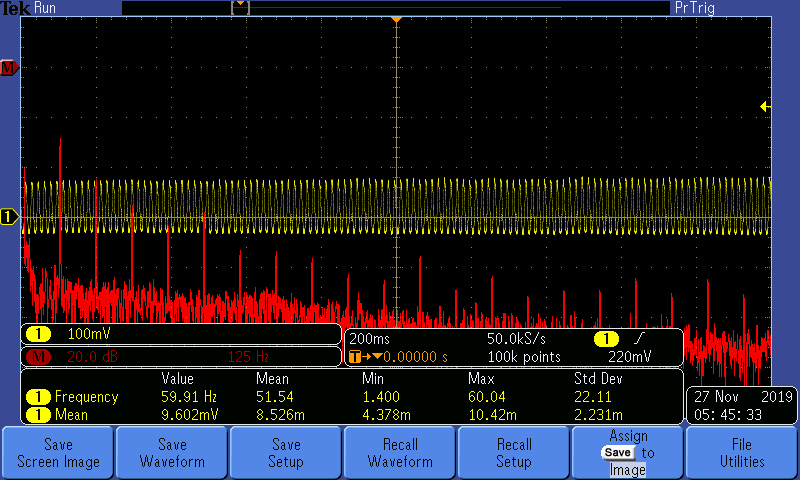 Tek Run PrTrig
M
1
1 100mV
M 20.0 dB 125 Hz
200ms 50.0kS/s 1
T 0.00000 s 100k points 220mV
Value Mean Min Max Std Dev
1 Frequency 59.91 Hz 51.54 1.400 60.04 22.11
1 Mean 9.602mV 8.526m 4.378m 10.42m 2.231m
27 Nov 2019
05:45:33
Save Screen Image
Save Waveform
Save Setup
Recall Waveform
Recall Setup
Assign Save to Image
File Utilities